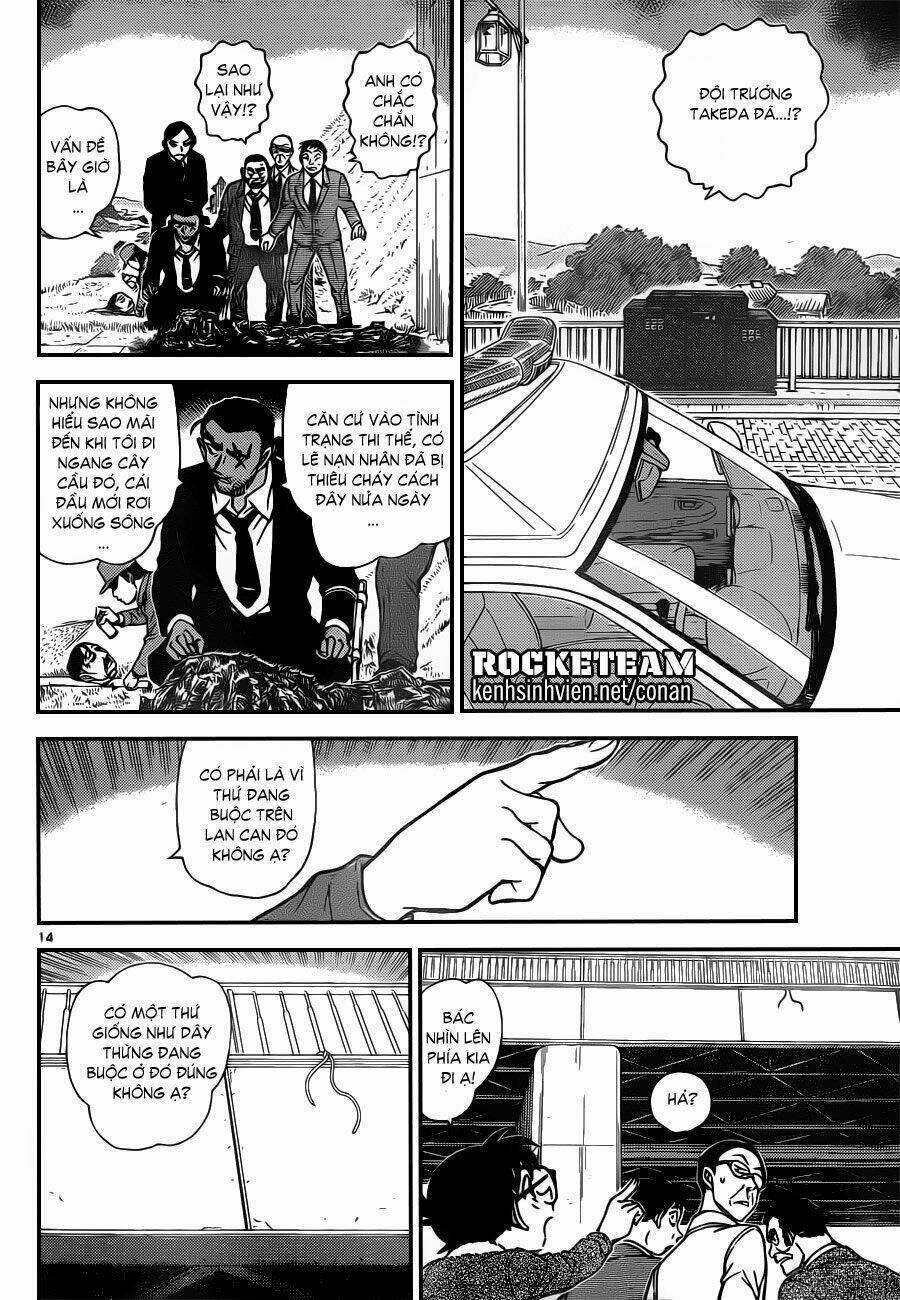 ĐỘI TRƯỞNG
TAKEDA ĐÃ...!?
ANH CÓ
CHẮC
CHẮN
KHÔNG!?
SAO
LẠI NHƯ
VẬY!?
VẤN ĐỀ
BÂY GIỜ
LÀ
...
CĂN CỨ VÀO TÌNH
TRẠNG THI THỂ, CÓ
LẼ NẠN NHÂN ĐÃ BỊ
THIÊU CHÁY CÁCH
ĐÂY NỬA NGÀY
...
NHƯNG KHÔNG
HIỂU SAO MÃI
ĐẾN KHI TÔI ĐI
NGANG CÂY
CẦU ĐÓ, CÁI
ĐẦU MỚI RƠI
XUỐNG SÔNG
...
ROCKETEAM
kenhsinhvien.net/conan
CÓ PHẢI LÀ VÌ
THỨ ĐANG
BUỘC TRÊN
LAN CAN ĐÓ
KHÔNG Ạ?
14
BÁC
NHÌN LÊN
PHÍA KIA
ĐI Ạ!
HẢ?
CÓ MỘT THỨ
GIỐNG NHƯ DÂY
THỪNG ĐANG
BUỘC Ở ĐÓ ĐÚNG
KHÔNG Ạ?